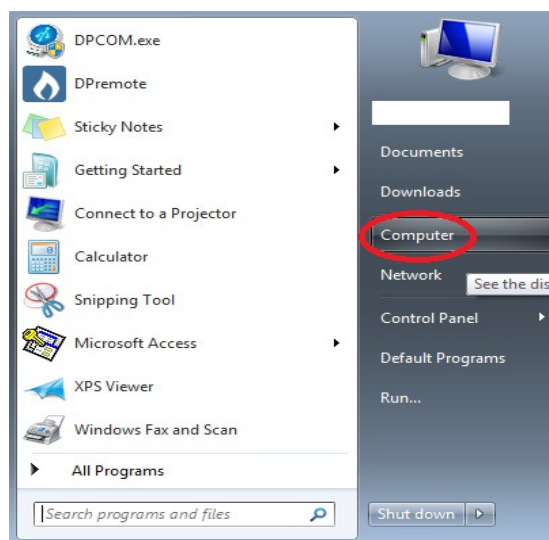 DPCOM.exe
DPremote
Sticky Notes
Getting Started
Connect to a Projector
Calculator
Snipping Tool
Microsoft Access
XPS Viewer
Windows Fax and Scan
All Programs
Search programs and files
Documents
Downloads
Computer
Network
See the dis
Control Panel
Default Programs
Run...
Shut down